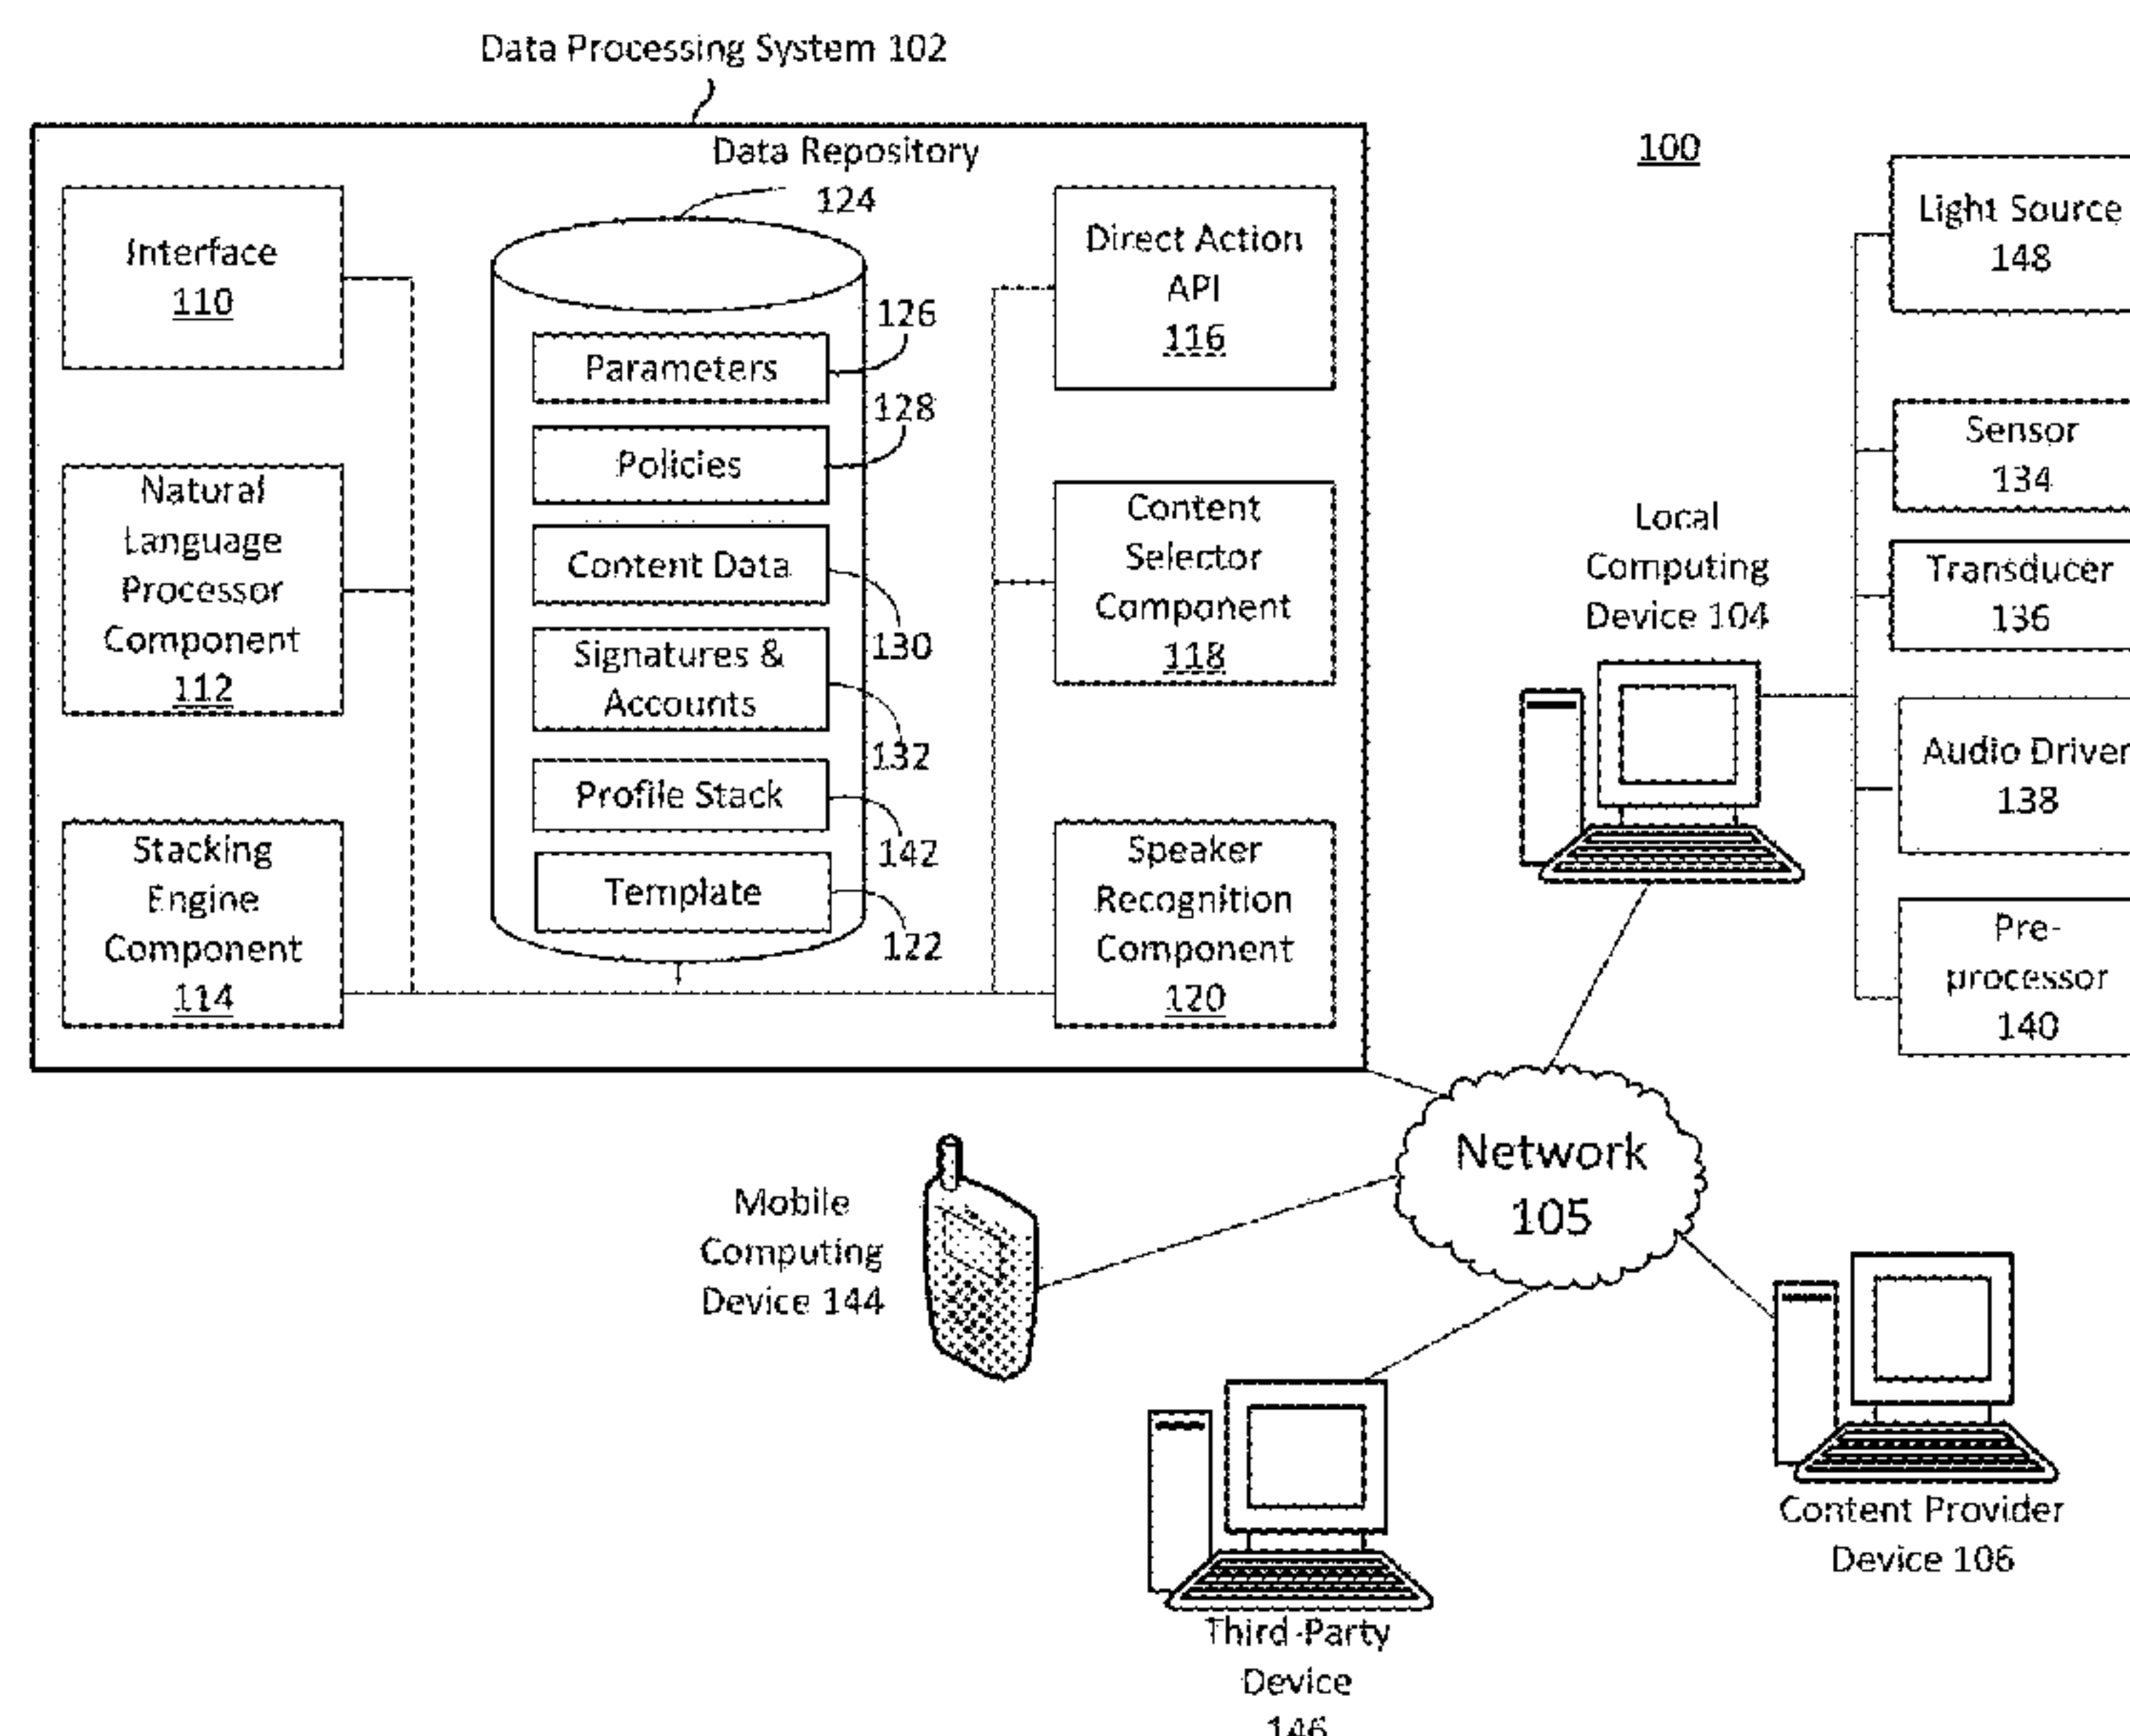 Data Processing System 102
Data Repository
124
Interface
110
Natural
Language
Processor
Component
112
Stacking
Engine
Component
114
Parameters
126
Policies
128
Content Data
130
Signatures &
Accounts
132
Profile Stack
142
Template
122
Direct Action
API
116
Content
Selector
Component
118
Speaker
Recognition
Component
120
100
Local
Computing
Device 104
Light Source
148
Sensor
134
Transducer
136
Audio Driver
138
Pre-
processor
140
Network
105
Mobile
Computing
Device 144
Content Provider
Device 106
Third-Party
Device
146